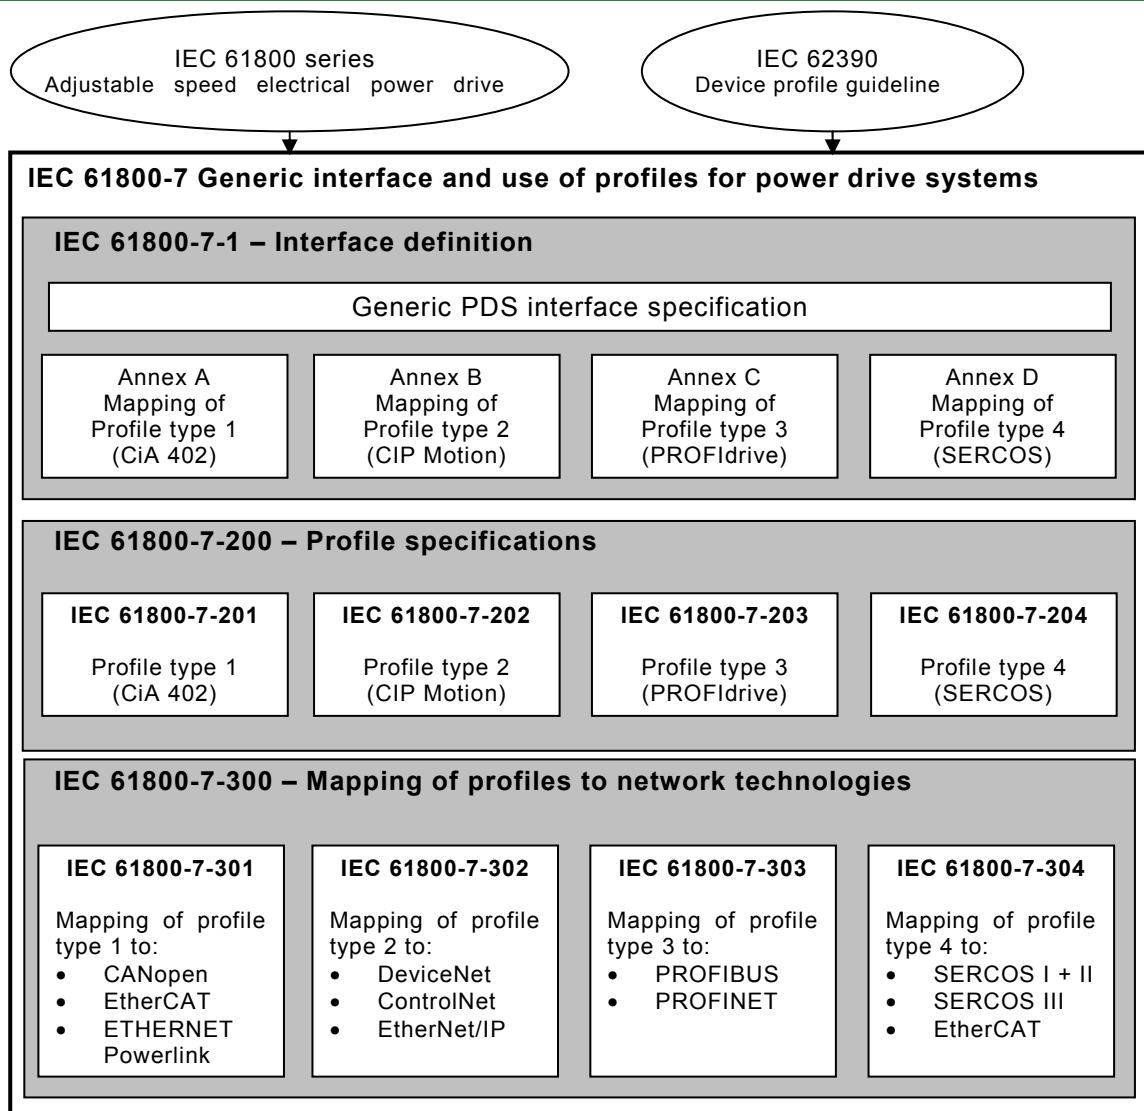 IEC 61800 series
Adjustable speed electrical power drive
IEC 62390
Device profile guideline
IEC 61800-7 Generic interface and use of profiles for power drive systems
IEC 61800-7-1 – Interface definition
Generic PDS interface specification
Annex A
Mapping of
Profile type 1
(CiA 402)
Annex B
Mapping of
Profile type 2
(CIP Motion)
Annex C
Mapping of
Profile type 3
(PROFIdrive)
Annex D
Mapping of
Profile type 4
(SERCOS)
IEC 61800-7-200 – Profile specifications
IEC 61800-7-201
Profile type 1
(CiA 402)
IEC 61800-7-202
Profile type 2
(CIP Motion)
IEC 61800-7-203
Profile type 3
(PROFIdrive)
IEC 61800-7-204
Profile type 4
(SERCOS)
IEC 61800-7-300 – Mapping of profiles to network technologies
IEC 61800-7-301
Mapping of profile
type 1 to:
• CANopen
• EtherCAT
• ETHERNET
Powerlink
IEC 61800-7-302
Mapping of profile
type 2 to:
• DeviceNet
• ControlNet
• EtherNet/IP
IEC 61800-7-303
Mapping of profile
type 3 to:
• PROFIBUS
• PROFINET
IEC 61800-7-304
Mapping of profile
type 4 to:
• SERCOS I + II
• SERCOS III
• EtherCAT